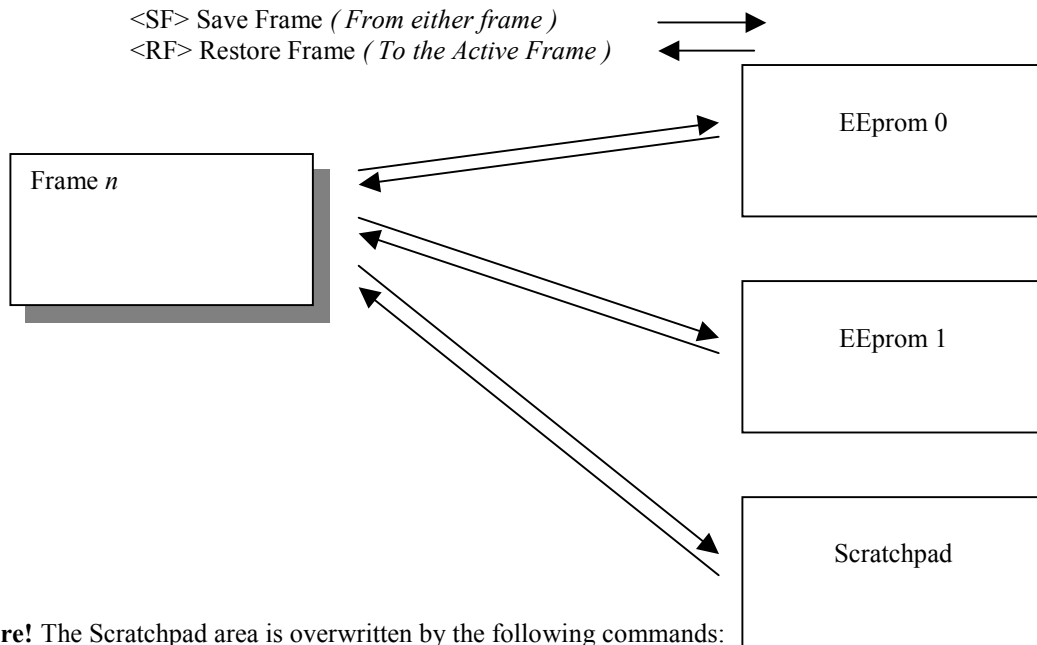 <SF> Save Frame ( From either frame )
<RF> Restore Frame ( To the Active Frame )
EEprom 0
Frame n
EEprom 1
Scratchpad
re! The Scratchpad area is overwritten by the following commands: